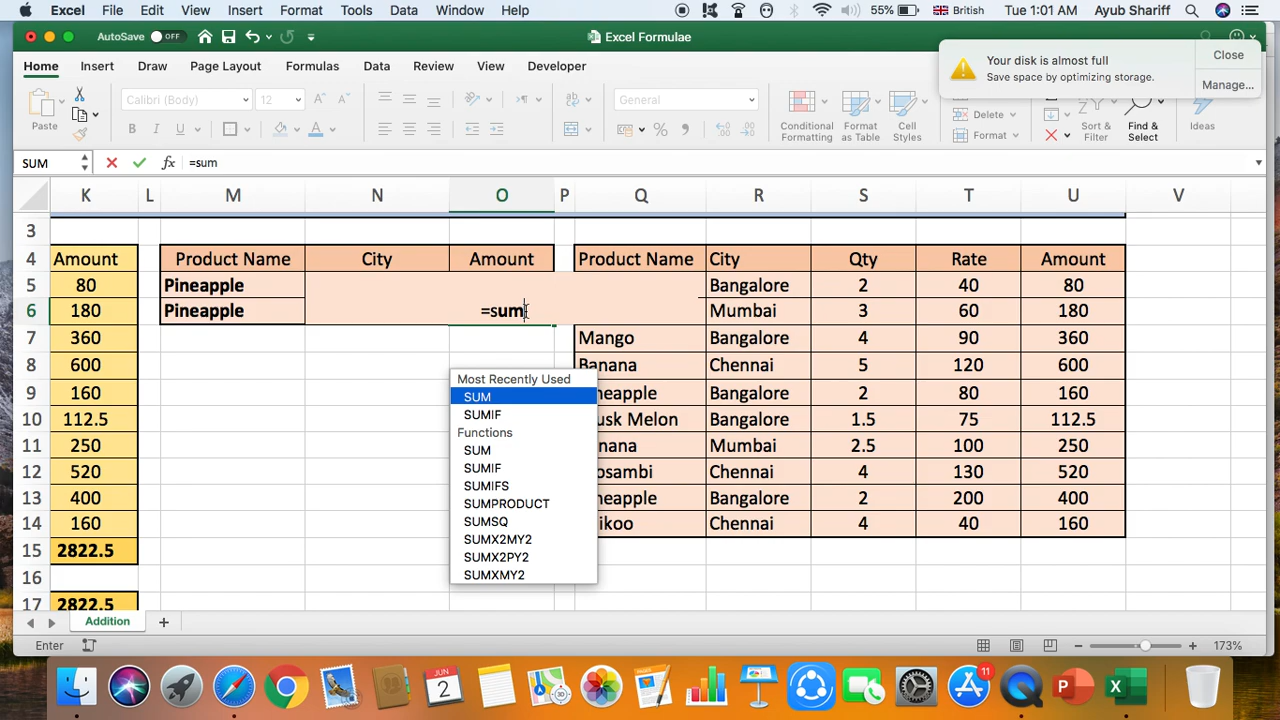 Excel File Edit View Insert Format Tools Data Window Help 55% British Tue 1:01 AM Ayub Shariff
AutoSave OFF Excel Formulae
Your disk is almost full
Save space by optimizing storage.
Close
Manage...
Home Insert Draw Page Layout Formulas Data Review View Developer
Paste Calibri (Body) 12 General Conditional Formatting Format as Table Cell Styles Delete Format Sort & Filter Find & Select Ideas
SUM =sum
K L M N O P Q R S T U V
3
4 Amount Product Name City Amount Product Name City Qty Rate Amount
5 80 Pineapple Bangalore 2 40 80
6 180 Pineapple =sum Mumbai 3 60 180
7 360 Mango Bangalore 4 90 360
8 600 Banana Chennai 5 120 600
9 160 Bangalore 2 80 160
10 112.5 Melon Bangalore 1.5 75 112.5
11 250 Mumbai 2.5 100 250
12 520 Chennai 4 130 520
13 400 Bangalore 2 200 400
14 160 Chennai 4 40 160
15 2822.5
16
17 2822.5
Most Recently Used
SUM
SUMIF
Functions
SUM
SUMIF
SUMIFS
SUMPRODUCT
SUMSQ
SUMX2MY2
SUMX2PY2
SUMXMY2
Addition
Enter 173%
JUN
2
11